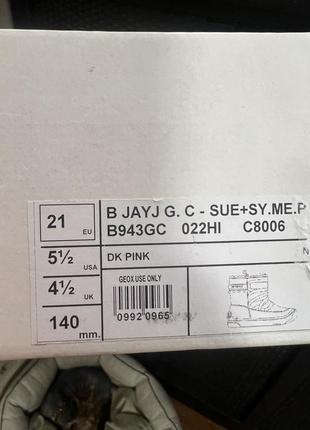 21 EU
B JAYJ G. C - SUE+SY.ME.P
B943GC 022HI C8006
5½ USA
DK PINK
N
4½ UK
GEOX USE ONLY
0992 0965
140 mm.